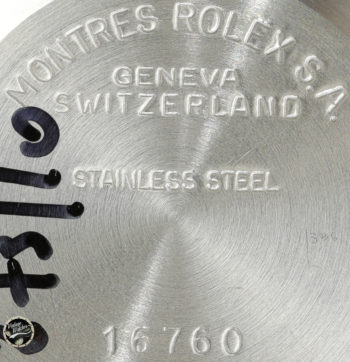 MONTRES ROLEX S.A.
GENEVA
SWITZERLAND
STAINLESS STEEL
16760